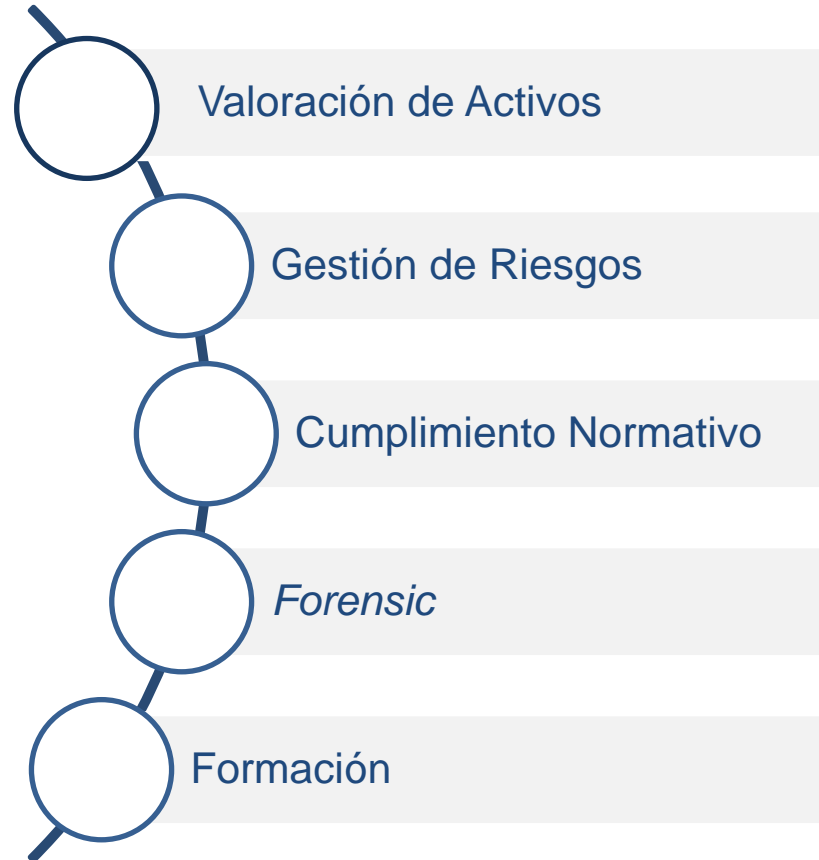 Valoración de Activos
Gestión de Riesgos
Cumplimiento Normativo
Forensic
Formación